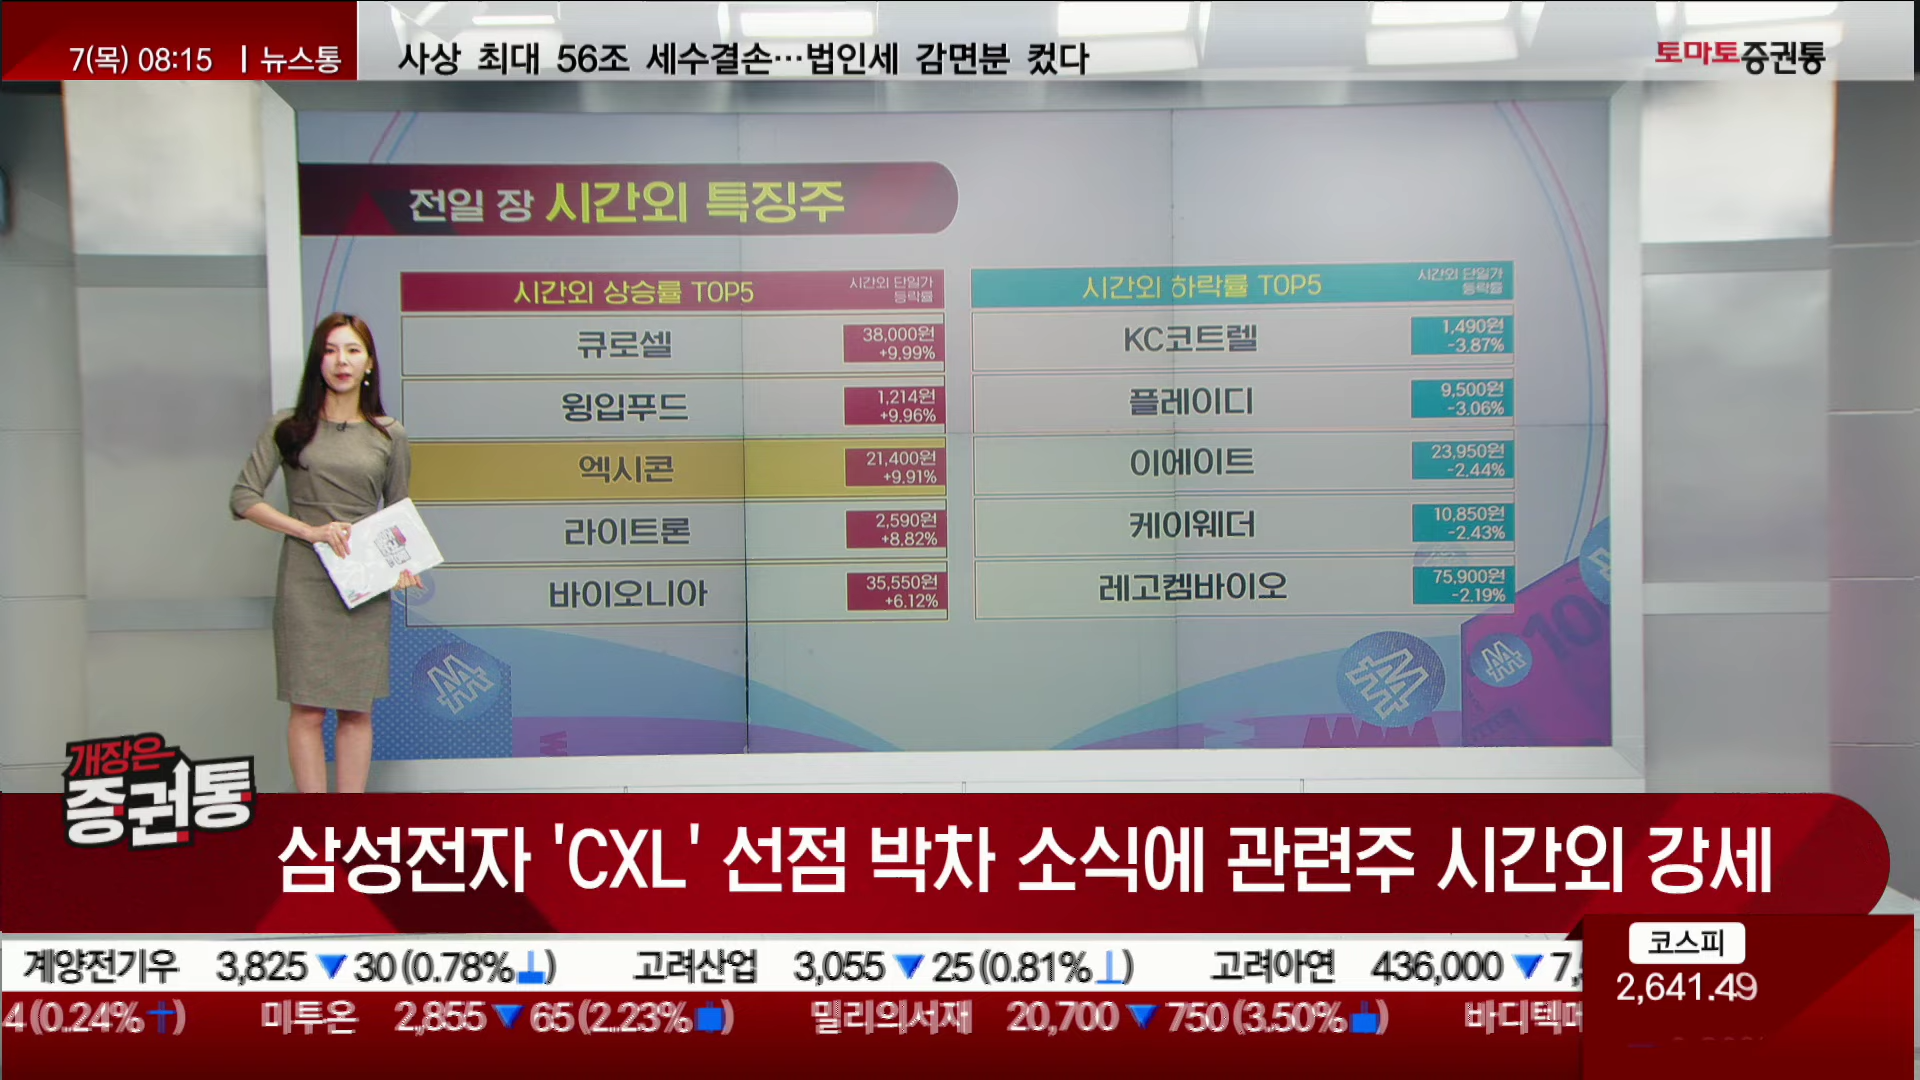 7(목) 08:15 | 뉴스통
사상 최대 56조 세수결손…법인세 감면분 컸다
토마토증권통
전일 장 시간외 특징주
시간외 상승률 TOP5
시간외 단일가
등락률
큐로셀
38,000원
+9.99%
윙입푸드
1,214원
+9.96%
엑시콘
21,400원
+9.91%
라이트론
2,590원
+8.82%
바이오니아
35,550원
+6.12%
시간외 하락률 TOP5
시간외 단일가
등락률
KC코트렐
1,490원
-3.87%
플레이디
9,500원
-3.06%
이에이트
23,950원
-2.44%
케이웨더
10,850원
-2.43%
레고켐바이오
75,900원
-2.19%
개장은
증권통
삼성전자 'CXL' 선점 박차 소식에 관련주 시간외 강세
계양전기우 3,825 ▼ 30 (0.78%) 고려산업 3,055 ▼ 25 (0.81%) 고려아연 436,000 ▼ 7,
4 (0.24%) 미투온 2,855 ▼ 65 (2.23%) 밀리의서재 20,700 ▼ 750 (3.50%) 바디텍메
코스피
2,641.49